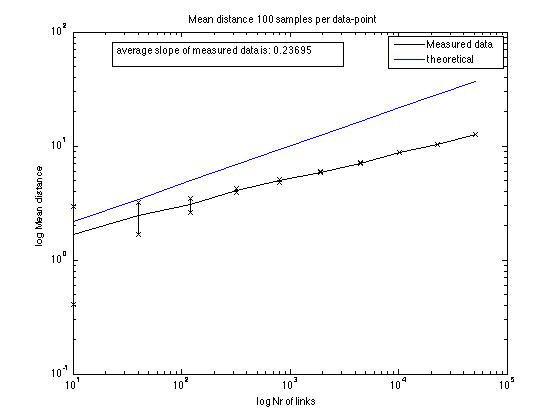 Mean distance 100 samples per data-point
average slope of measured data is: 0.23695
Measured data
theoretical
10^2
10^1
10^0
10^-1
log Mean distance
10^1 10^2 10^3 10^4 10^5
log Nr of links